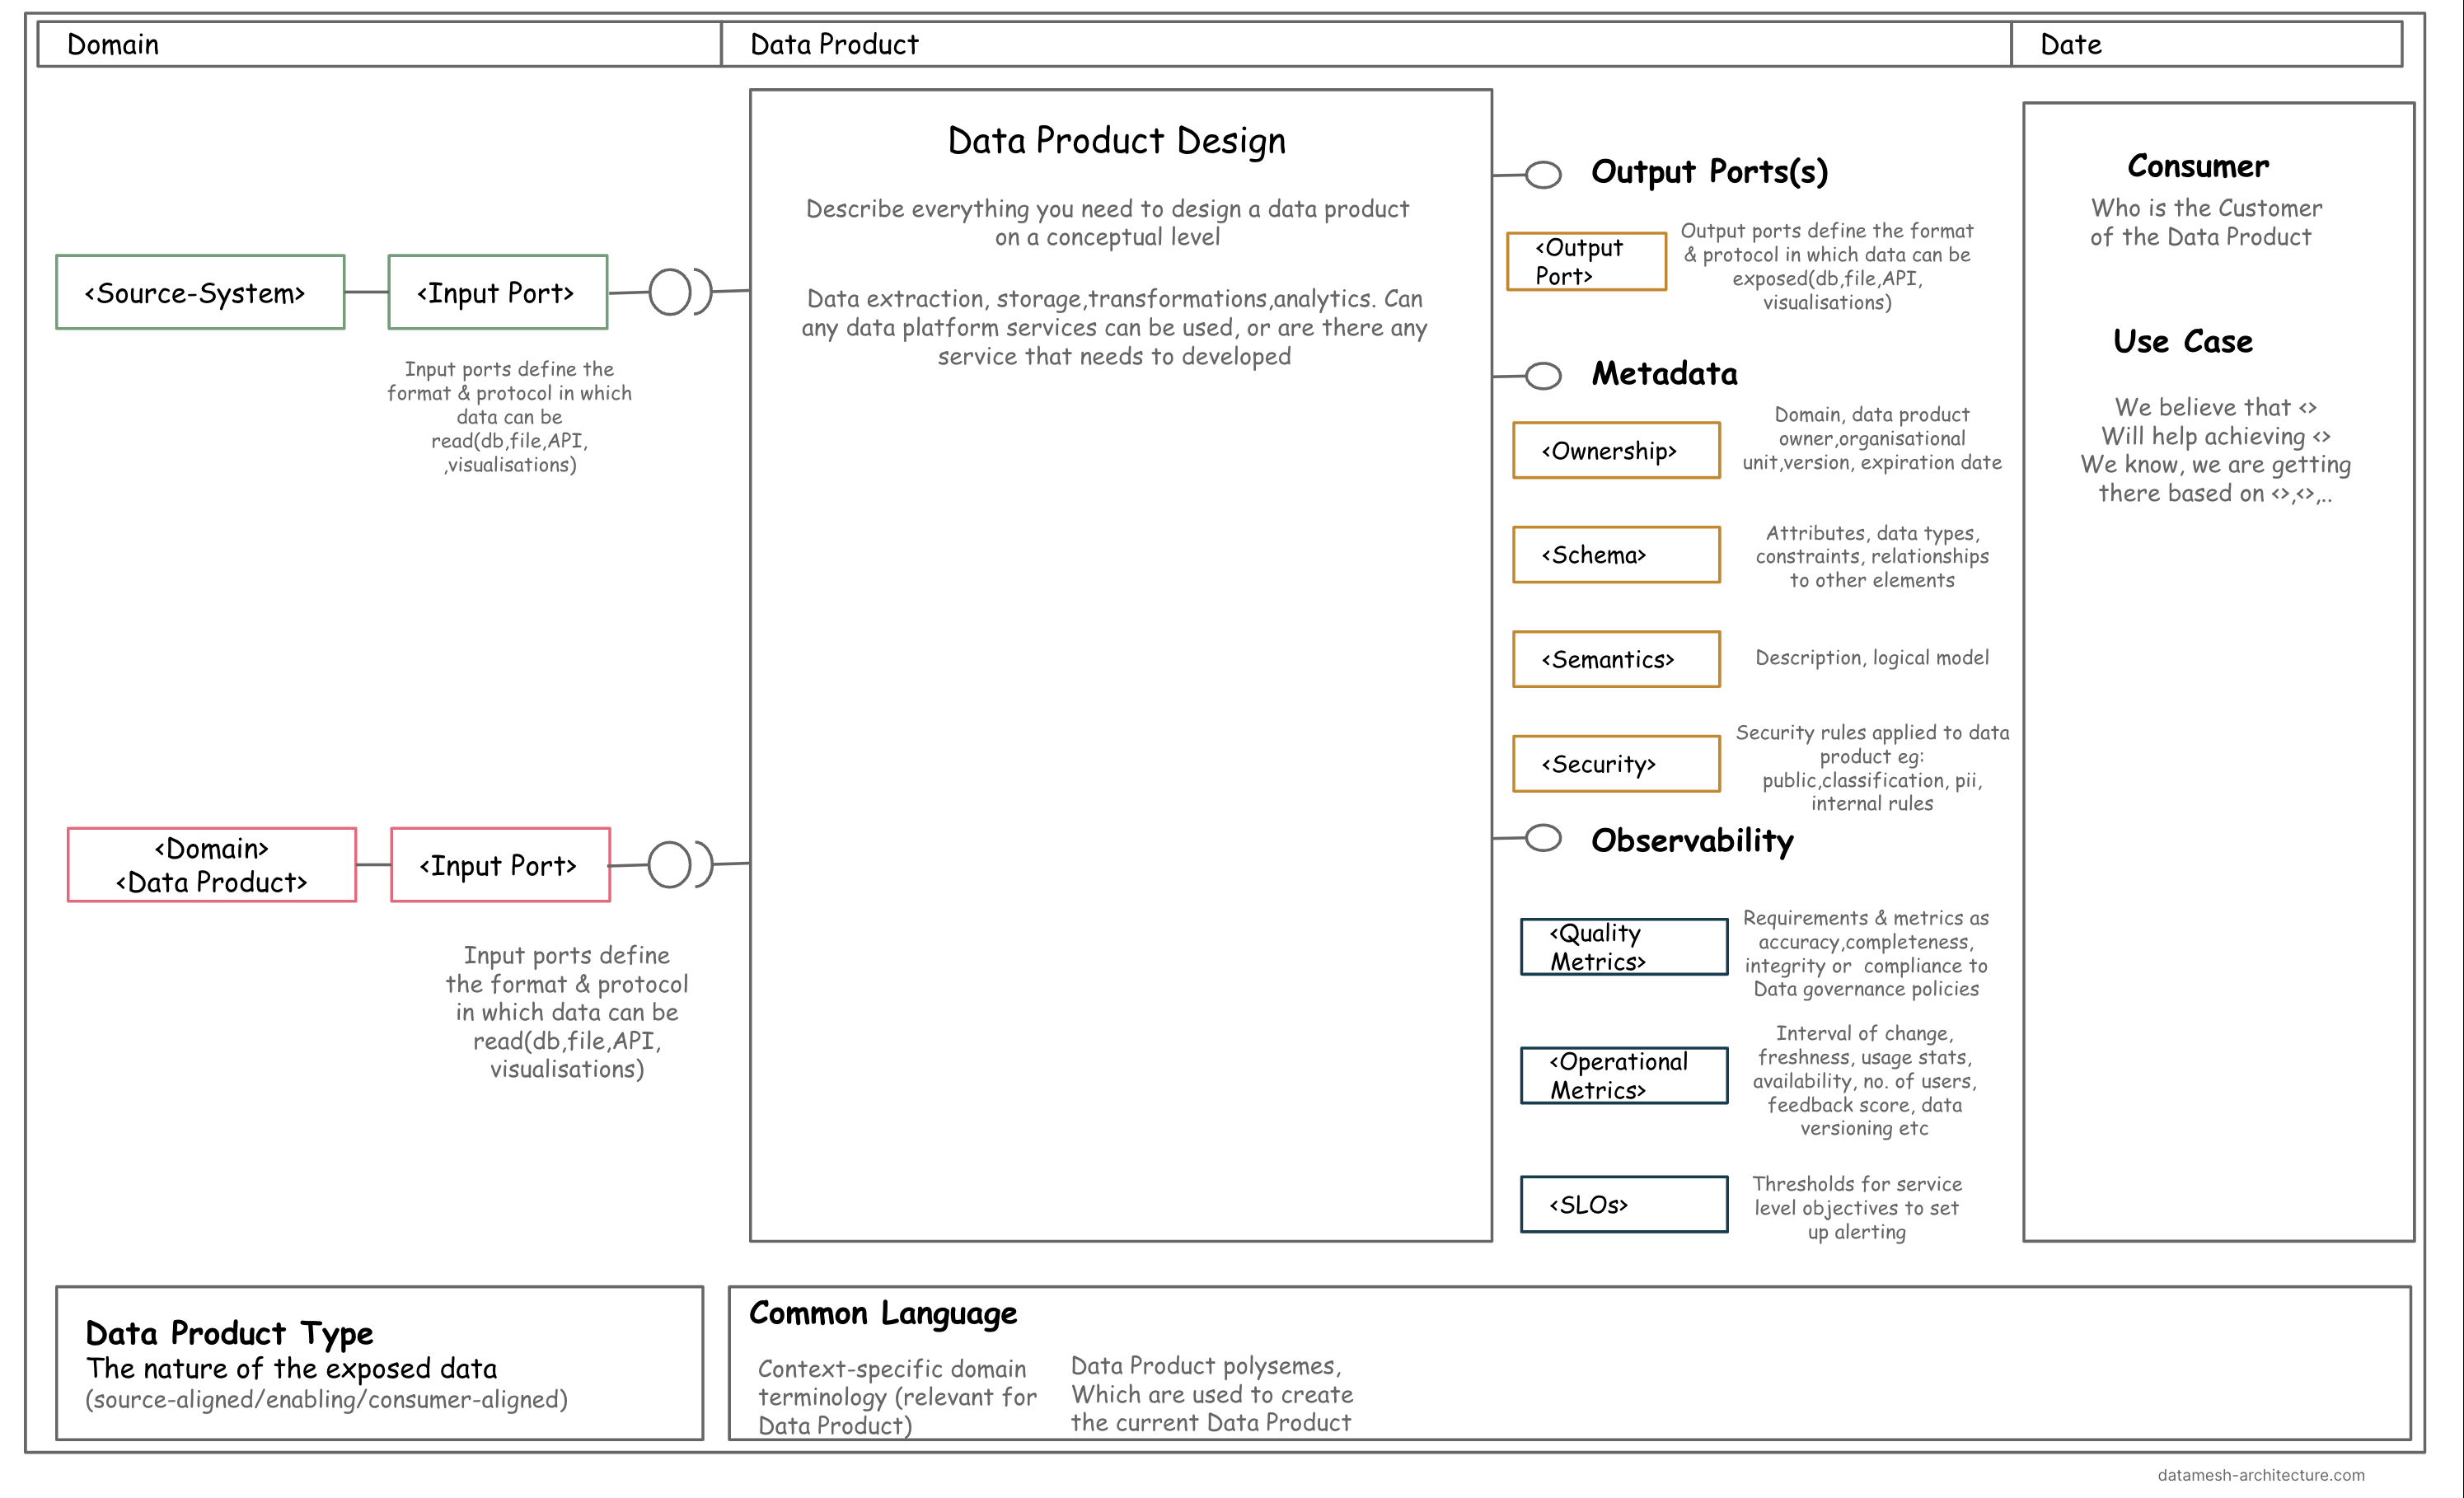 Domain
Data Product
Date
Data Product Design
Describe everything you need to design a data product
on a conceptual level
Data extraction, storage,transformations,analytics. Can
any data platform services can be used, or are there any
service that needs to developed
<Source-System>
<Input Port>
Input ports define the
format & protocol in which
data can be
read(db,file,API,
,visualisations)
<Domain>
<Data Product>
<Input Port>
Input ports define
the format & protocol
in which data can be
read(db,file,API,
visualisations)
Output Ports(s)
<Output
Port>
Output ports define the format
& protocol in which data can be
exposed(db,file,API,
visualisations)
Metadata
<Ownership>
Domain, data product
owner,organisational
unit,version, expiration date
<Schema>
Attributes, data types,
constraints, relationships
to other elements
<Semantics>
Description, logical model
<Security>
Security rules applied to data
product eg:
public,classification, pii,
internal rules
Observability
<Quality
Metrics>
Requirements & metrics as
accuracy,completeness,
integrity or  compliance to
Data governance policies
<Operational
Metrics>
Interval of change,
freshness, usage stats,
availability, no. of users,
feedback score, data
versioning etc
<SLOs>
Thresholds for service
level objectives to set
up alerting
Consumer
Who is the Customer
of the Data Product
Use Case
We believe that <>
Will help achieving <>
We know, we are getting
there based on <>,<>,..
Data Product Type
The nature of the exposed data
(source-aligned/enabling/consumer-aligned)
Common Language
Context-specific domain
terminology (relevant for
Data Product)
Data Product polysemes,
Which are used to create
the current Data Product
datamesh-architecture.com